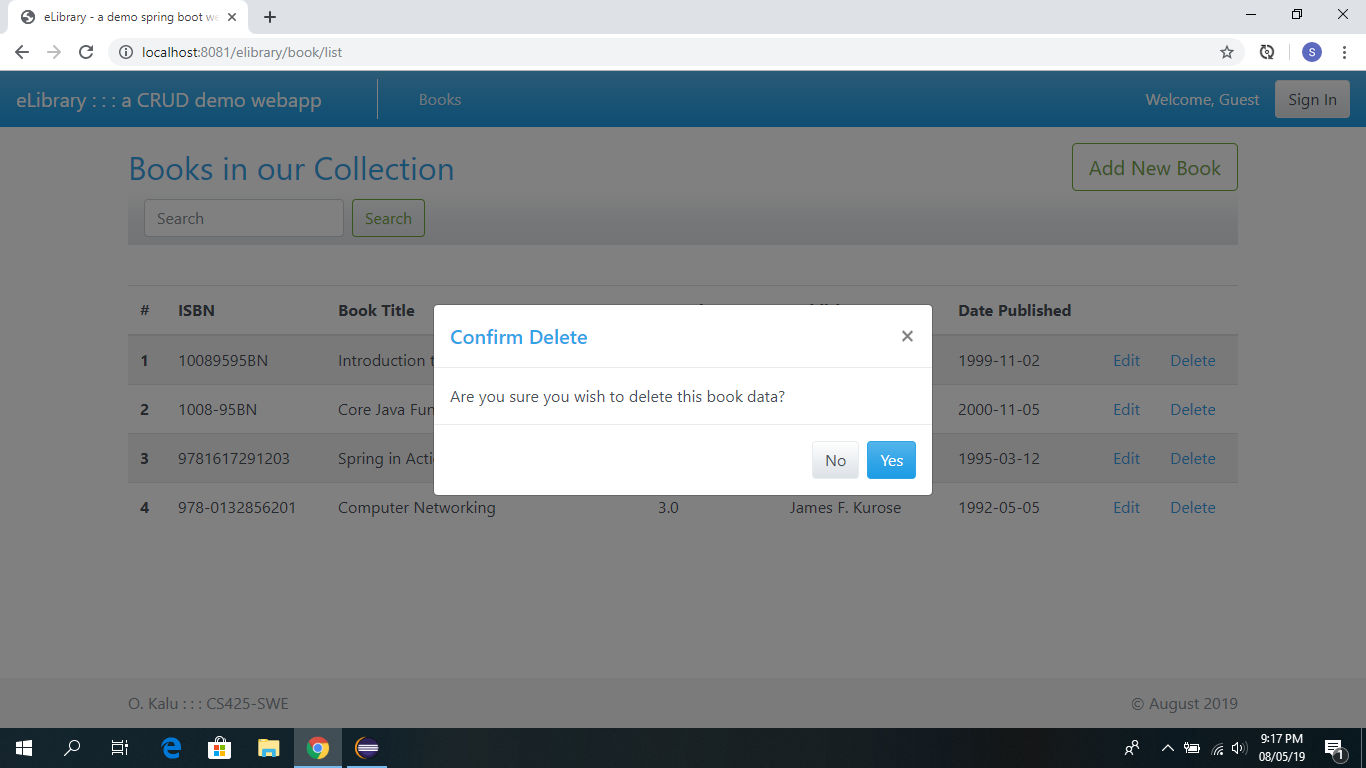 eLibrary - a demo spring boot we
localhost:8081/elibrary/book/list
S
eLibrary : : : a CRUD demo webapp
Books
Welcome, Guest
Sign In
Books in our Collection
Add New Book
Search
Search
# ISBN Book Title Date Published
1 10089595BN Introduction 1999-11-02 Edit Delete
2 1008-95BN Core Java Fun 2000-11-05 Edit Delete
3 9781617291203 Spring in Acti 1995-03-12 Edit Delete
4 978-0132856201 Computer Networking 3.0 James F. Kurose 1992-05-05 Edit Delete
Confirm Delete ×
Are you sure you wish to delete this book data?
No Yes
O. Kalu : : : CS425-SWE
© August 2019
9:17 PM
08/05/19
1